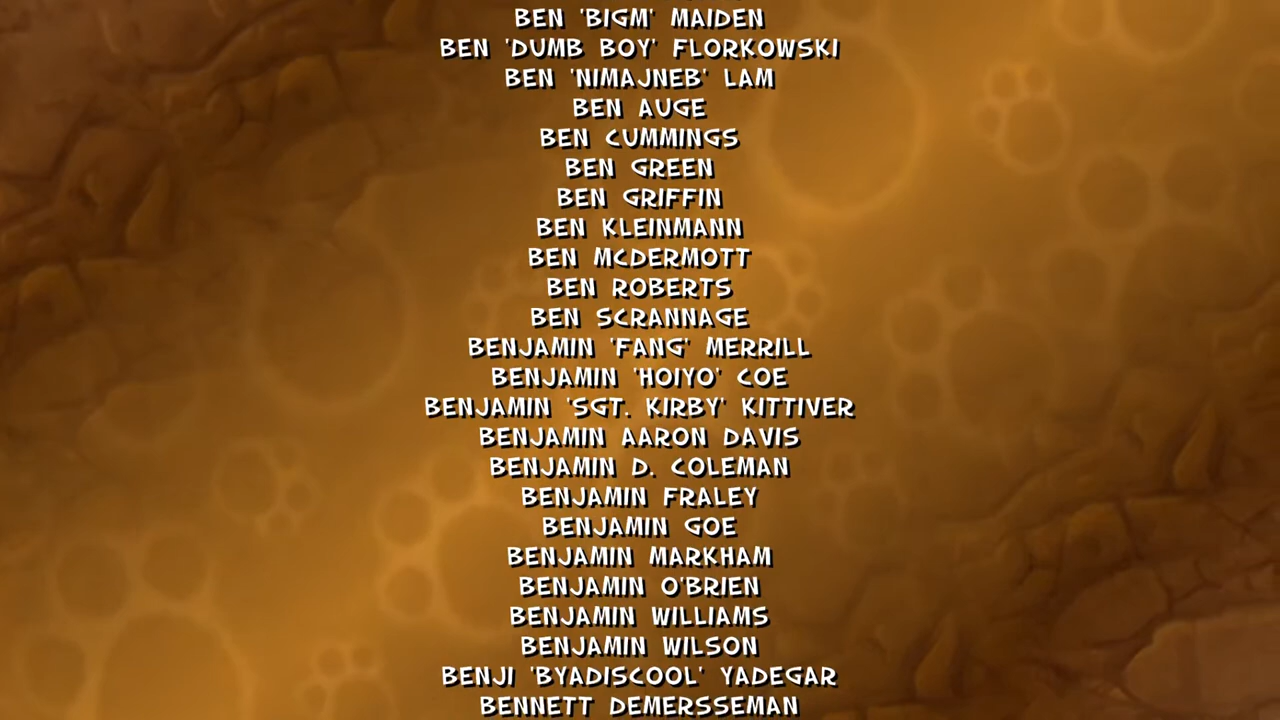 BEN 'BIGM' MAIDEN
BEN 'DUMB BOY' FLORKOWSKI
BEN 'NIMAJNEB' LAM
BEN AUGE
BEN CUMMINGS
BEN GREEN
BEN GRIFFIN
BEN KLEINMANN
BEN MCDERMOTT
BEN ROBERTS
BEN SCRANNAGE
BENJAMIN 'FANG' MERRILL
BENJAMIN 'HOIYO' COE
BENJAMIN 'SGT. KIRBY' KITTIVER
BENJAMIN AARON DAVIS
BENJAMIN D. COLEMAN
BENJAMIN FRALEY
BENJAMIN GOE
BENJAMIN MARKHAM
BENJAMIN O'BRIEN
BENJAMIN WILLIAMS
BENJAMIN WILSON
BENJI 'BYADISCOOL' YADEGAR
BENNETT DEMERSSEMAN